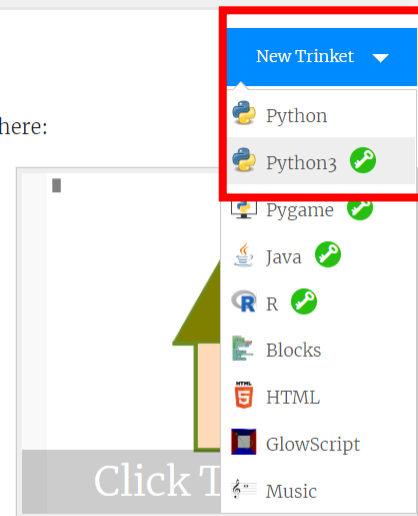 New Trinket
Python
here:
Python3
Pygame
Java
R
Blocks
HTML
GlowScript
Click T
Music